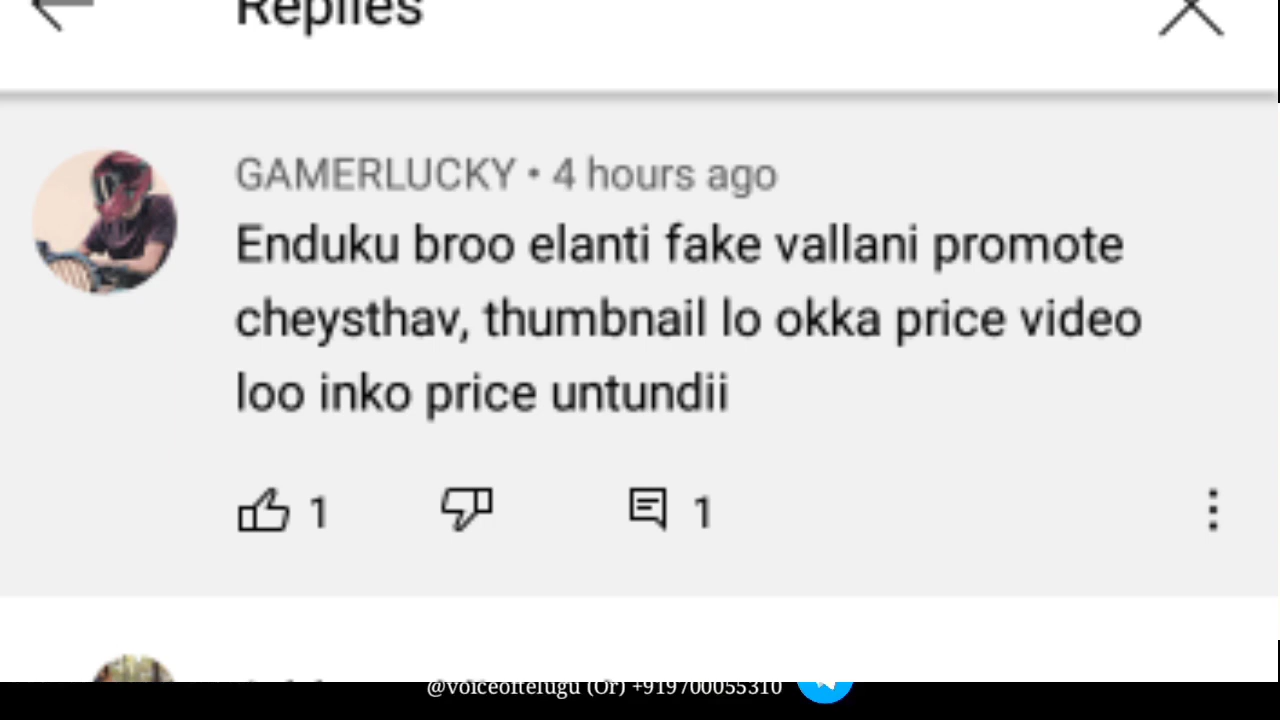 Replies
GAMERLUCKY • 4 hours ago
Enduku broo elanti fake vallani promote
cheysthav, thumbnail lo okka price video
loo inko price untundii
1 1
@voiceoftelugu (Or) +919700055310